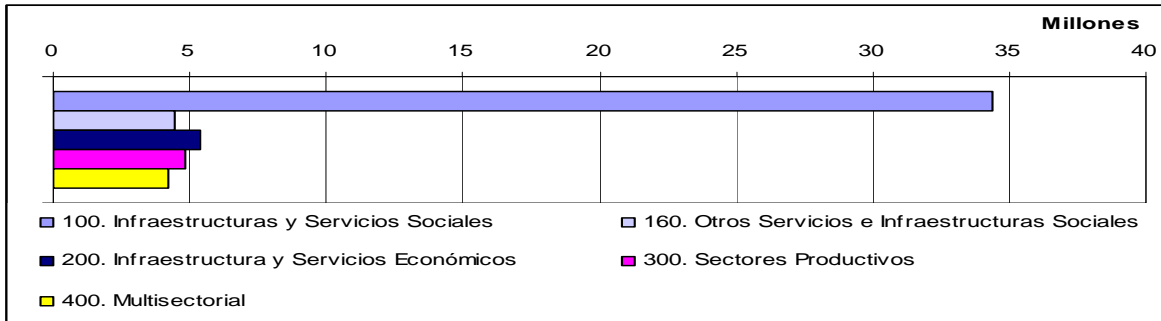 Millones
0 5 10 15 20 25 30 35 40
100. Infraestructuras y Servicios Sociales 160. Otros Servicios e Infraestructuras Sociales
200. Infraestructura y Servicios Económicos 300. Sectores Productivos
400. Multisectorial